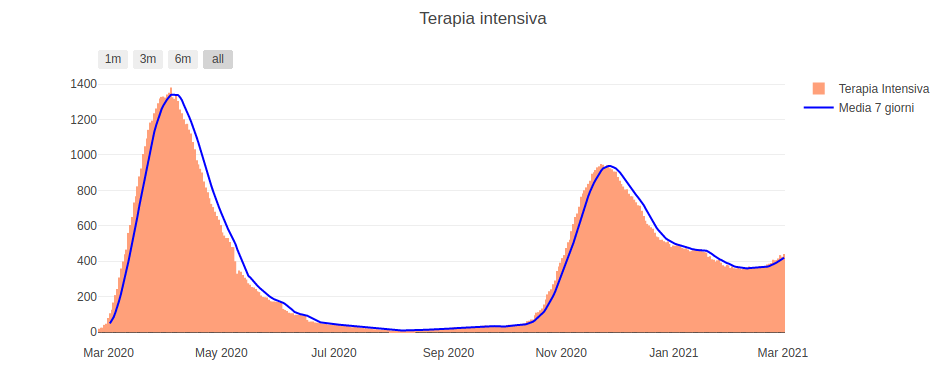 Terapia intensiva
1m 3m 6m all
Terapia Intensiva
Media 7 giorni
1400
1200
1000
800
600
400
200
0
Mar 2020 May 2020 Jul 2020 Sep 2020 Nov 2020 Jan 2021 Mar 2021